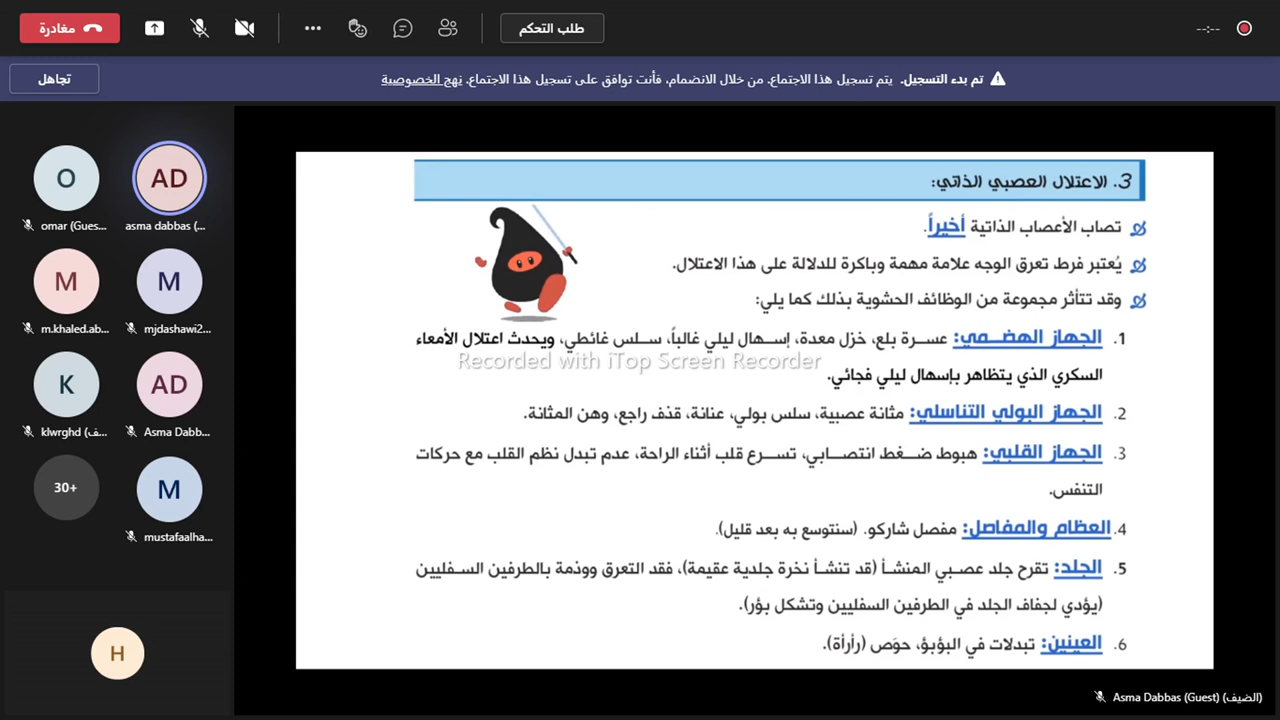 مغادرة
طلب التحكم
--:--
تم بدء التسجيل. يتم تسجيل هذا الاجتماع. من خلال الانضمام، فأنت توافق على تسجيل هذا الاجتماع. نهج الخصوصية
تجاهل
O
AD
omar (Gues...
asma dabbas (...
M
M
m.khaled.ab...
mjdashawi2...
K
AD
klwrghd (ف...
Asma Dabb...
30+
M
mustafaalha...
H
3. الاعتلال العصبي الذاتي:
تصاب الأعصاب الذاتية أخيراً.
يُعتبر فرط تعرق الوجه علامة مهمة وباكرة للدلالة على هذا الاعتلال.
وقد تتأثر مجموعة من الوظائف الحشوية بذلك كما يلي:
1. الجهاز الهضمي: عسرة بلع، خزل معدة، إسهال ليلي غالباً، سلس غائطي، ويحدث اعتلال الأمعاء
السكري الذي يتظاهر بإسهال ليلي فجائي.
Recorded with iTop Screen Recorder
2. الجهاز البولي التناسلي: مثانة عصبية، سلس بولي، عنانة، قذف راجع، وهن المثانة.
3. الجهاز القلبي: هبوط ضغط انتصابي، تسرع قلب أثناء الراحة، عدم تبدل نظم القلب مع حركات
التنفس.
4. العظام والمفاصل: مفصل شاركو. (سنتوسع به بعد قليل).
5. الجلد: تقرح جلد عصبي المنشأ (قد تنشأ نخرة جلدية عقيمة)، فقد التعرق ووذمة بالطرفين السفليين
(يؤدي لجفاف الجلد في الطرفين السفليين وتشكل بؤر).
6. العينين: تبدلات في البؤبؤ، حوَص (رأرأة).
Asma Dabbas (Guest) (الضيف)